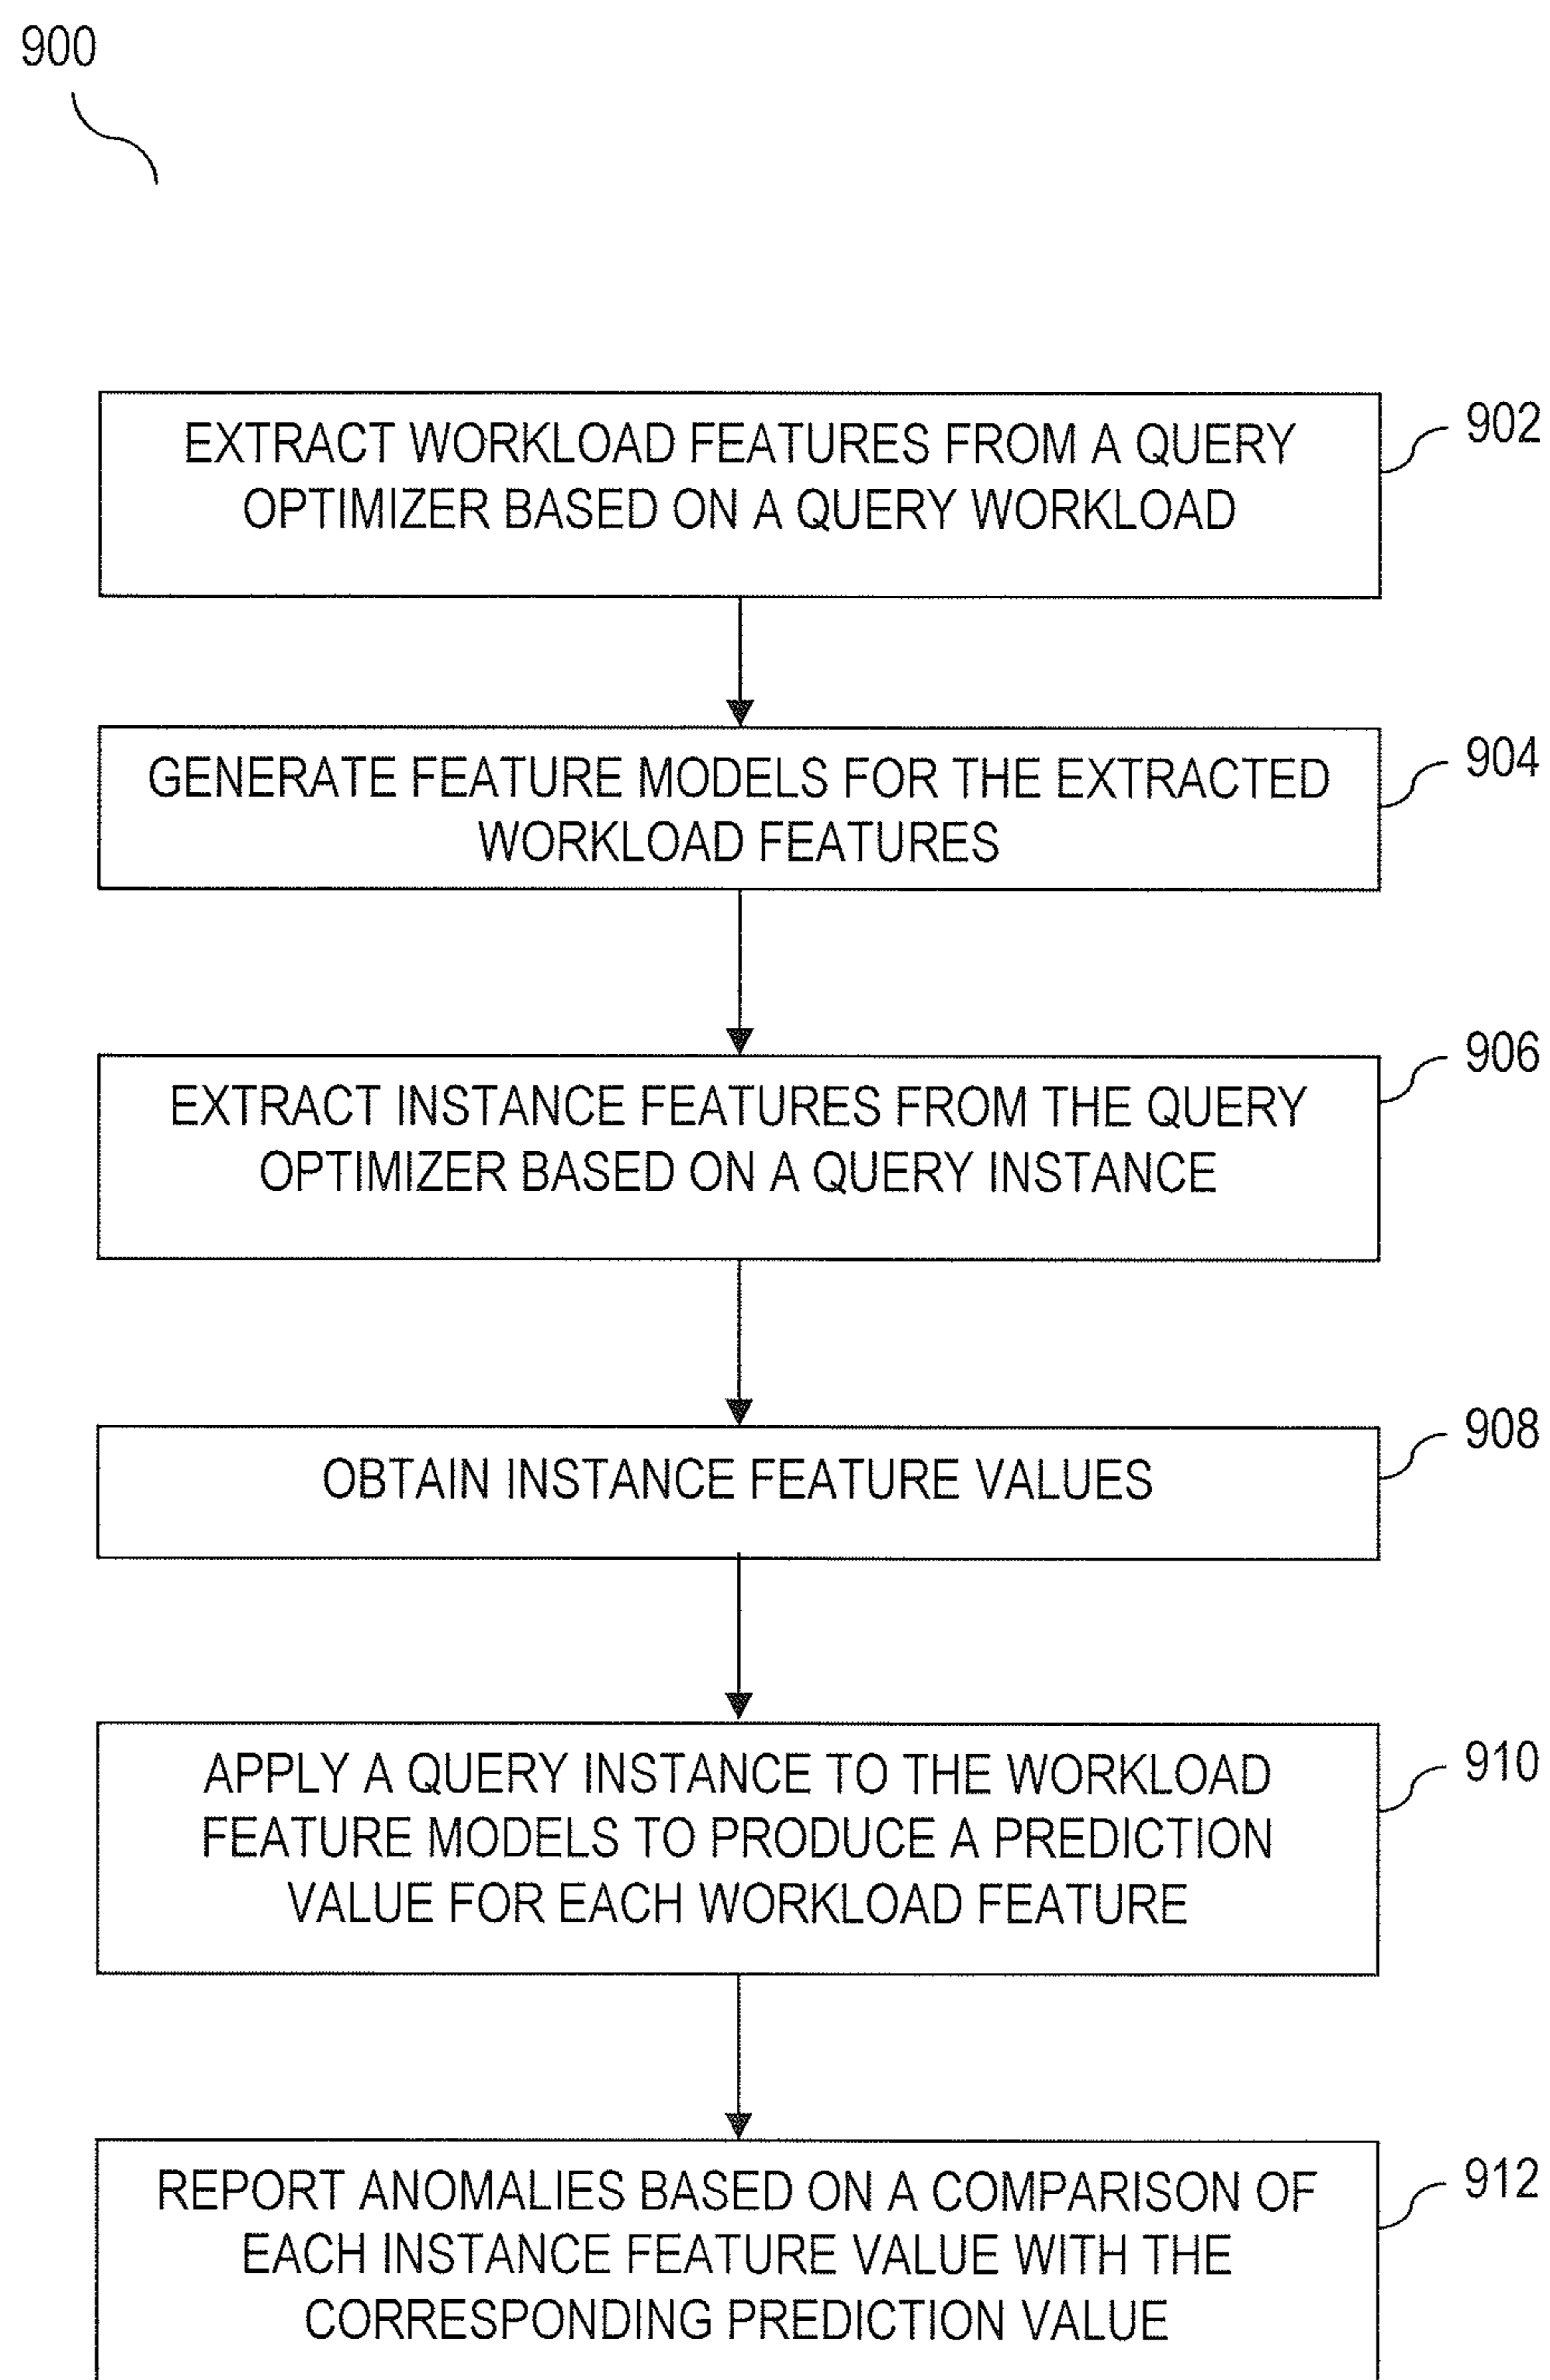 900
EXTRACT WORKLOAD FEATURES FROM A QUERY
OPTIMIZER BASED ON A QUERY WORKLOAD
902
GENERATE FEATURE MODELS FOR THE EXTRACTED
WORKLOAD FEATURES
904
EXTRACT INSTANCE FEATURES FROM THE QUERY
OPTIMIZER BASED ON A QUERY INSTANCE
906
OBTAIN INSTANCE FEATURE VALUES
908
APPLY A QUERY INSTANCE TO THE WORKLOAD
FEATURE MODELS TO PRODUCE A PREDICTION
VALUE FOR EACH WORKLOAD FEATURE
910
REPORT ANOMALIES BASED ON A COMPARISON OF
EACH INSTANCE FEATURE VALUE WITH THE
CORRESPONDING PREDICTION VALUE
912